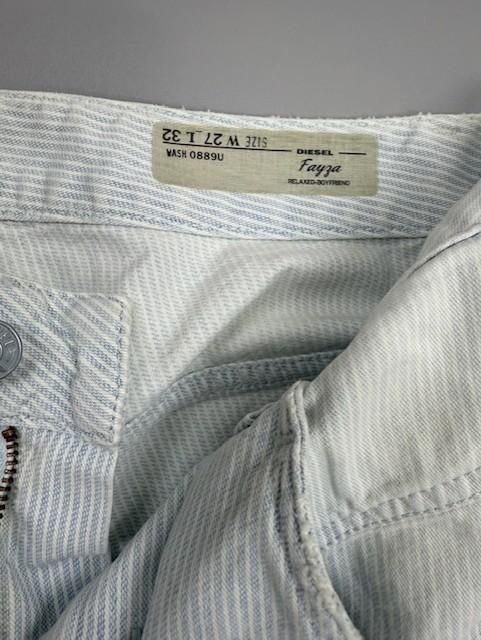 SIZE W 27 L 32
WASH 0889U
DIESEL
Fayza
RELAXED-BOYFRIEND